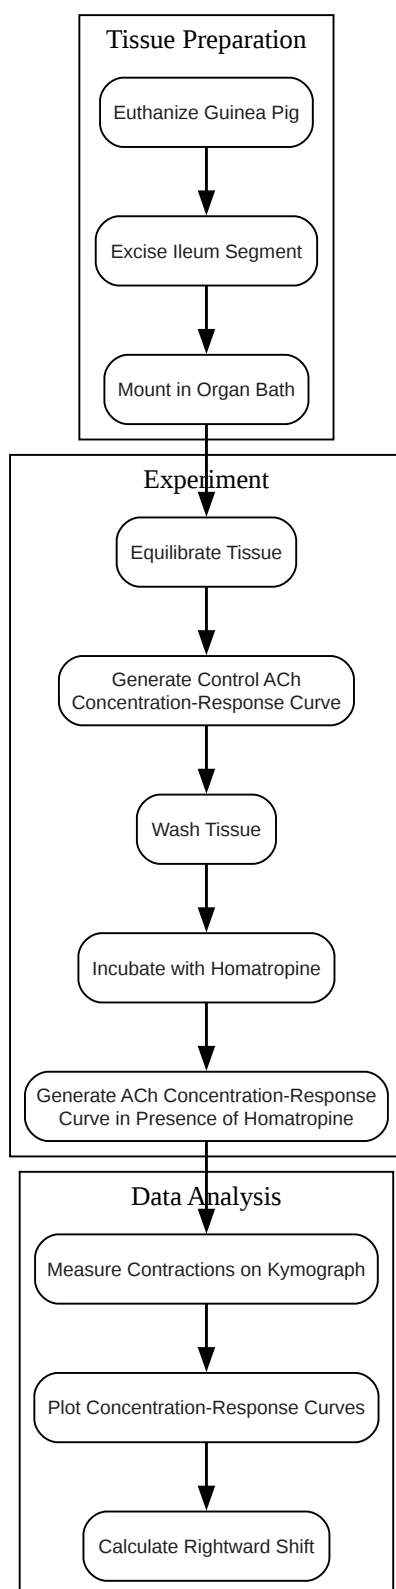 Tissue Preparation
Euthanize Guinea Pig
Excise Ileum Segment
Mount in Organ Bath
Experiment
Equilibrate Tissue
Generate Control ACh
Concentration-Response Curve
Wash Tissue
Incubate with Homatropine
Generate ACh Concentration-Response
Curve in Presence of Homatropine
Data Analysis
Measure Contractions on Kymograph
Plot Concentration-Response Curves
Calculate Rightward Shift